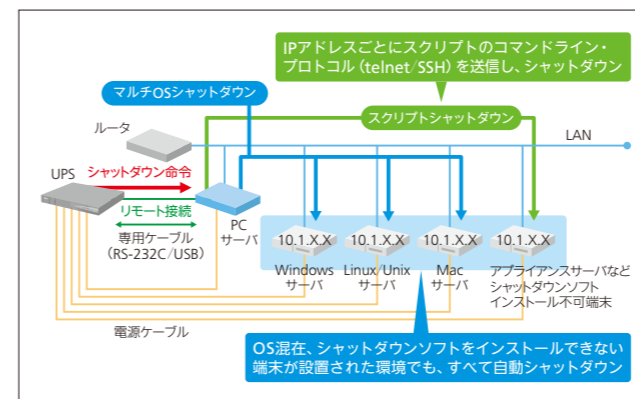 IPアドレスごとにスクリプトのコマンドライン・
プロトコル（telnet/SSH）を送信し、シャットダウン
マルチOSシャットダウン
スクリプトシャットダウン
ルータ
LAN
UPS
シャットダウン命令
リモート接続
PC
サーバ
専用ケーブル
（RS-232C/USB）
10.1.X.X
10.1.X.X
10.1.X.X
10.1.X.X
Windows
サーバ
Linux/Unix
サーバ
Mac
サーバ
アプライアンスサーバなど
シャットダウンソフト
インストール不可端末
電源ケーブル
OS混在、シャットダウンソフトをインストールできない
端末が設置された環境でも、すべて自動シャットダウン